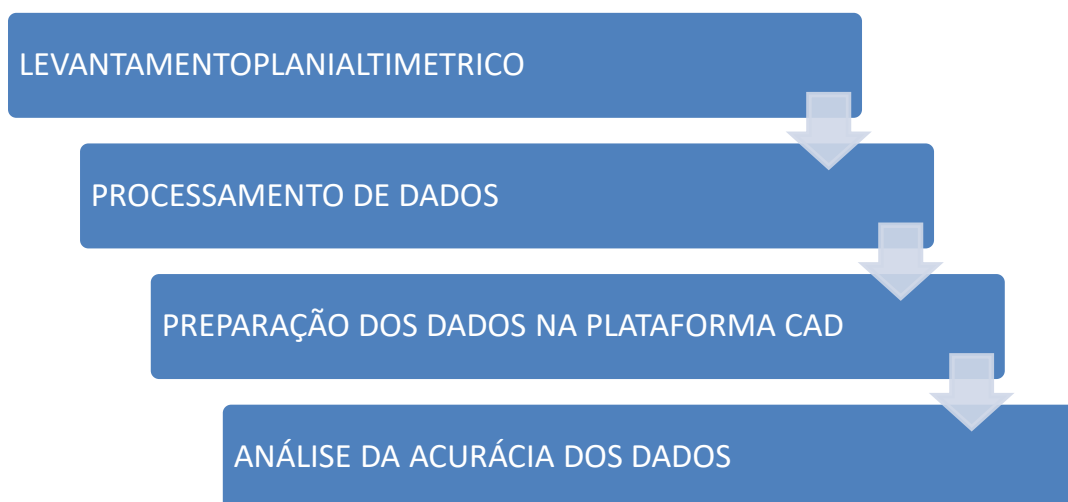 LEVANTAMENTOPLANIALTIMETRICO
PROCESSAMENTO DE DADOS
PREPARAÇÃO DOS DADOS NA PLATAFORMA CAD
ANÁLISE DA ACURÁCIA DOS DADOS